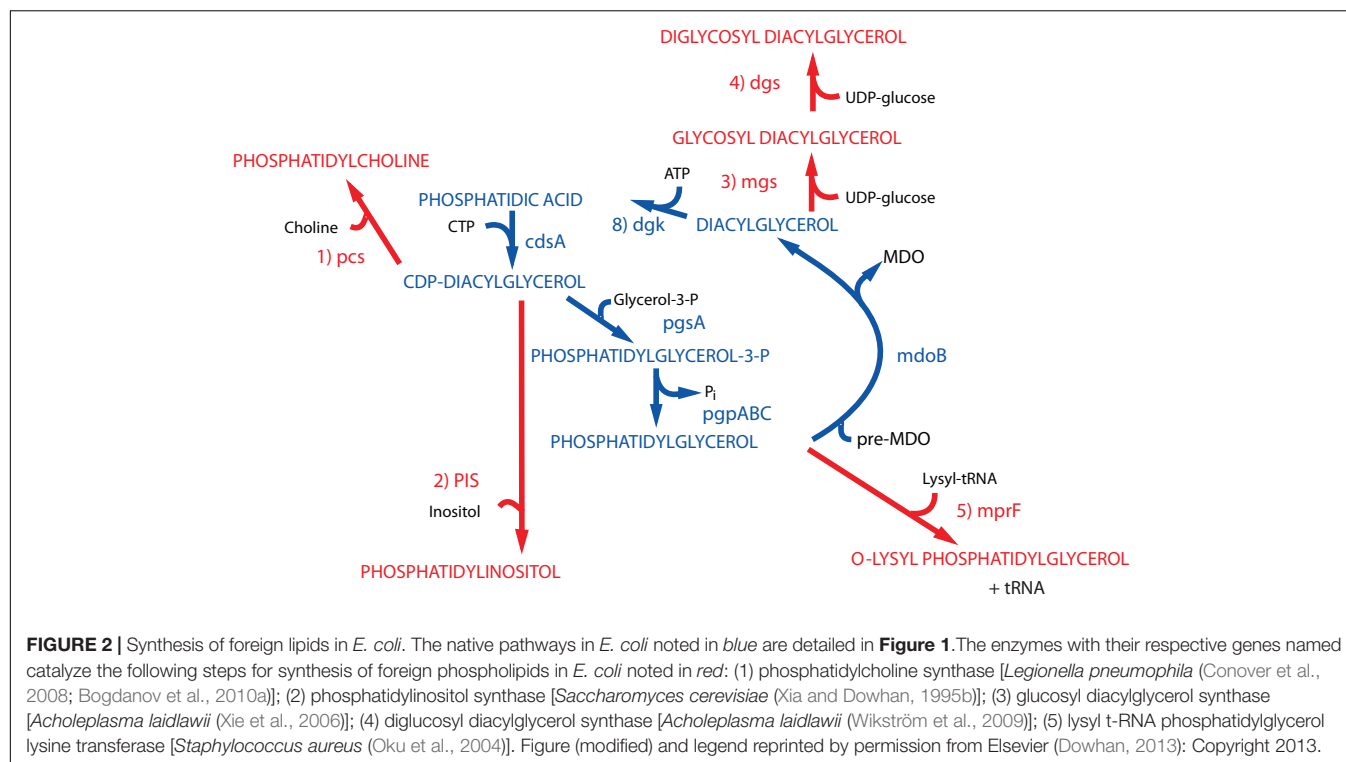 DIGLYCOSYL DIACYLGLYCEROL
4) dgs
UDP-glucose
GLYCOSYL DIACYLGLYCEROL
PHOSPHATIDYLCHOLINE
ATP
3) mgs
UDP-glucose
PHOSPHATIDIC ACID
Choline
CTP
8) dgk
DIACYLGLYCEROL
cdsA
1) pcs
MDO
CDP-DIACYLGLYCEROL
Glycerol-3-P
pgsA
PHOSPHATIDYLGLYCEROL-3-P
mdoB
Pi
pgpABC
PHOSPHATIDYLGLYCEROL
pre-MDO
2) PIS
Lysyl-tRNA
Inositol
5) mprF
PHOSPHATIDYLINOSITOL
O-LYSYL PHOSPHATIDYLGLYCEROL
+ tRNA
FIGURE 2 | Synthesis of foreign lipids in E. coli. The native pathways in E. coli noted in blue are detailed in Figure 1.The enzymes with their respective genes named
catalyze the following steps for synthesis of foreign phospholipids in E. coli noted in red: (1) phosphatidylcholine synthase [Legionella pneumophila (Conover et al.,
2008; Bogdanov et al., 2010a)]; (2) phosphatidylinositol synthase [Saccharomyces cerevisiae (Xia and Dowhan, 1995b)]; (3) glucosyl diacylglycerol synthase
[Acholeplasma laidlawii (Xie et al., 2006)]; (4) diglucosyl diacylglycerol synthase [Acholeplasma laidlawii (Wikström et al., 2009)]; (5) lysyl t-RNA phosphatidylglycerol
lysine transferase [Staphylococcus aureus (Oku et al., 2004)]. Figure (modified) and legend reprinted by permission from Elsevier (Dowhan, 2013): Copyright 2013.